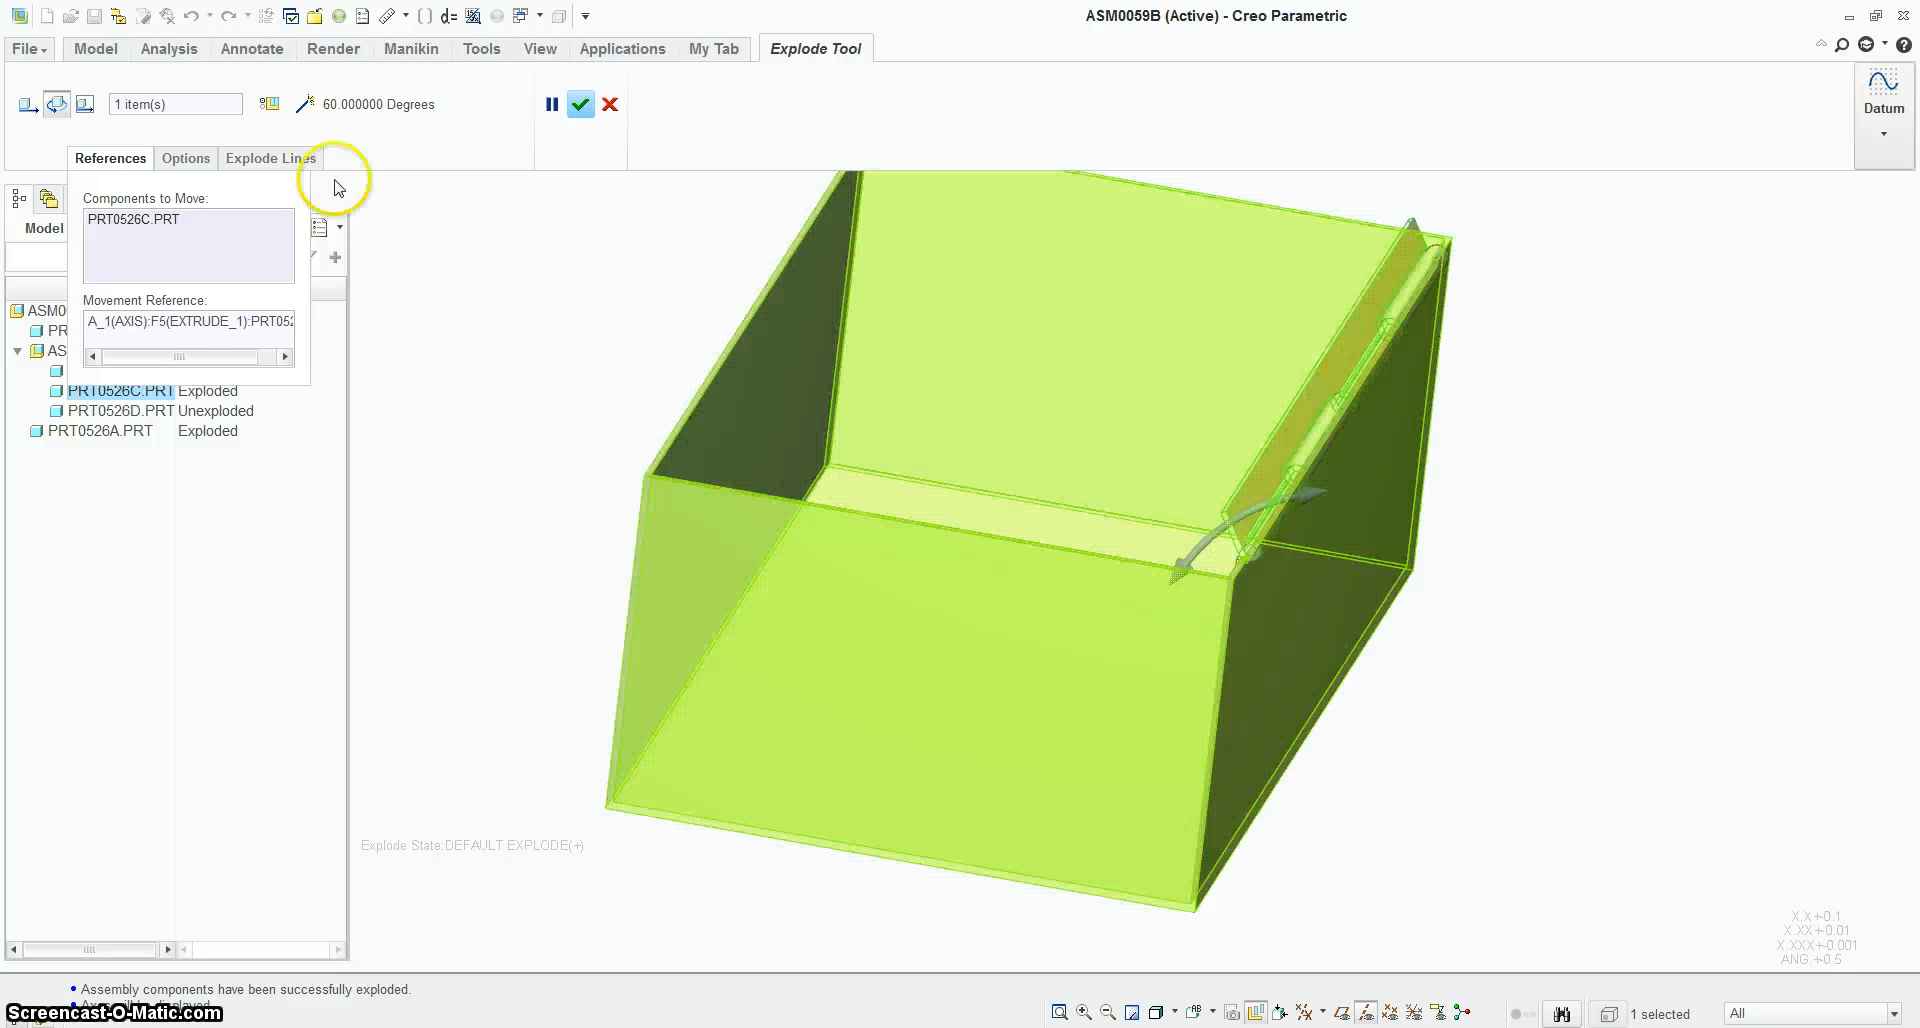 ASM0059B (Active) - Creo Parametric
File
Model
Analysis
Annotate
Render
Manikin
Tools
View
Applications
My Tab
Explode Tool
1 item(s)
60.000000 Degrees
Datum
References
Options
Explode Lines
Components to Move:
PRT0526C.PRT
Model
Movement Reference:
A_1(AXIS):F5(EXTRUDE_1):PRT052
ASM0
PR
AS
PRT0526C.PRT Exploded
PRT0526D.PRT Unexploded
PRT0526A.PRT Exploded
Explode State:DEFAULT EXPLODE(+)
X.X+-0.1
X.XX+-0.01
X.XXX+-0.001
ANG.+-0.5
Assembly components have been successfully exploded.
Screencast-O-Matic.com
1 selected
All